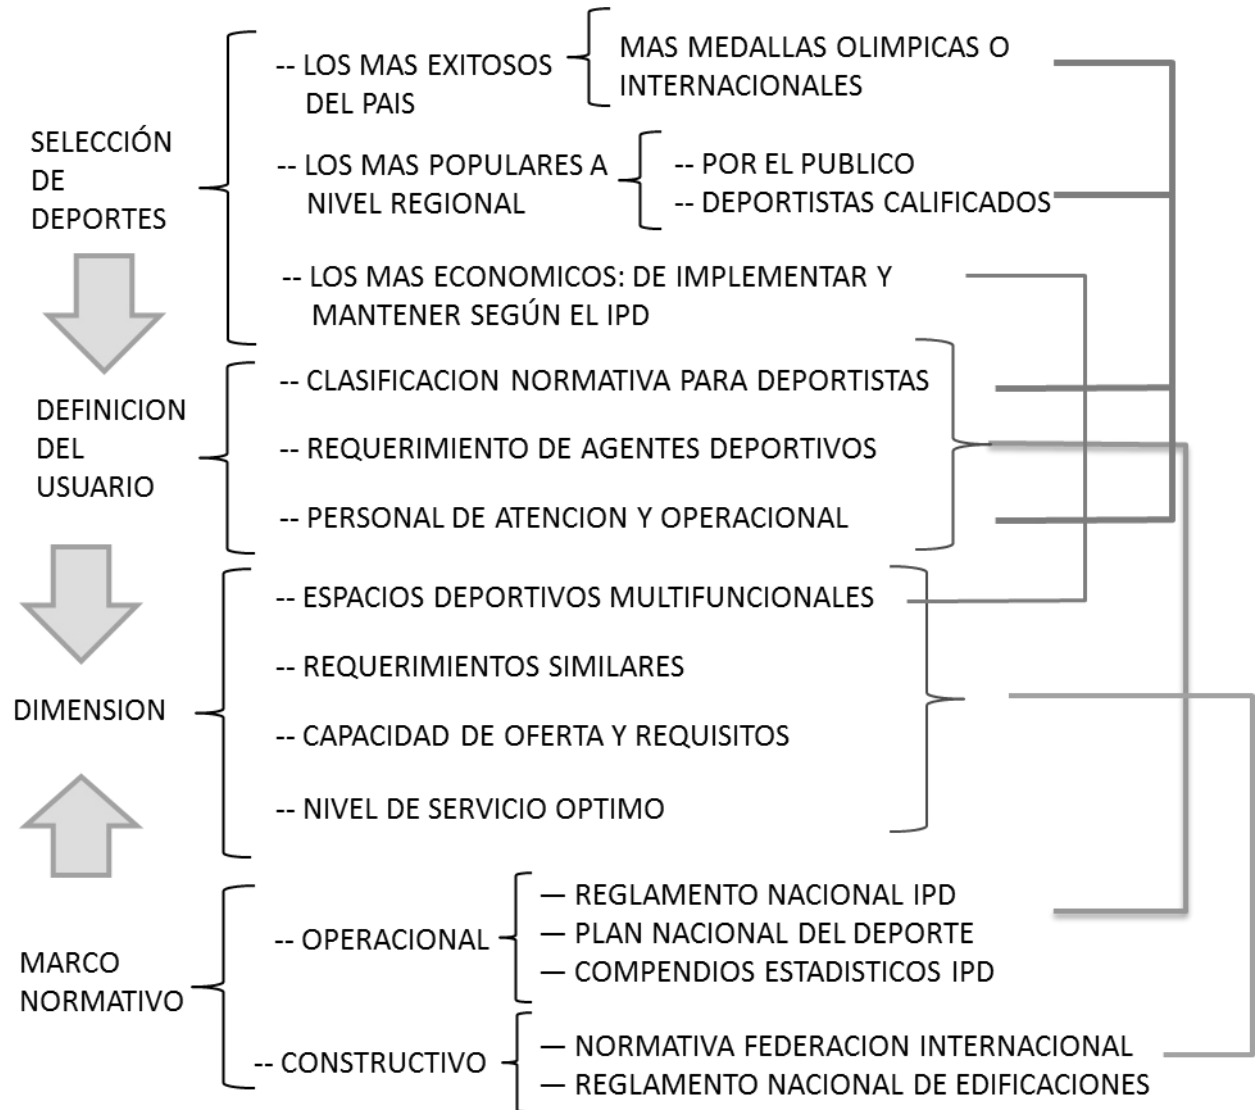 SELECCIÓN
DE
DEPORTES
-- LOS MAS EXITOSOS
DEL PAIS
MAS MEDALLAS OLIMPICAS O
INTERNACIONALES
-- LOS MAS POPULARES A
NIVEL REGIONAL
-- POR EL PUBLICO
-- DEPORTISTAS CALIFICADOS
-- LOS MAS ECONOMICOS: DE IMPLEMENTAR Y
MANTENER SEGÚN EL IPD
DEFINICION
DEL
USUARIO
-- CLASIFICACION NORMATIVA PARA DEPORTISTAS
-- REQUERIMIENTO DE AGENTES DEPORTIVOS
-- PERSONAL DE ATENCION Y OPERACIONAL
DIMENSION
-- ESPACIOS DEPORTIVOS MULTIFUNCIONALES
-- REQUERIMIENTOS SIMILARES
-- CAPACIDAD DE OFERTA Y REQUISITOS
-- NIVEL DE SERVICIO OPTIMO
MARCO
NORMATIVO
-- OPERACIONAL
— REGLAMENTO NACIONAL IPD
— PLAN NACIONAL DEL DEPORTE
— COMPENDIOS ESTADISTICOS IPD
-- CONSTRUCTIVO
— NORMATIVA FEDERACION INTERNACIONAL
— REGLAMENTO NACIONAL DE EDIFICACIONES